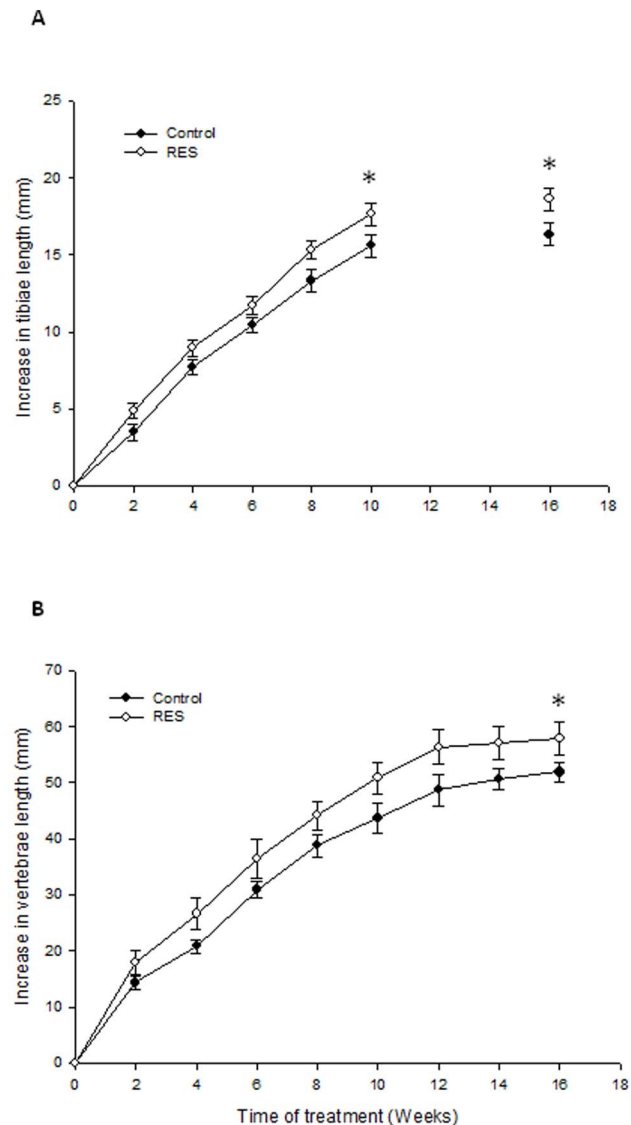 A
25
20
15
10
5
0
Increase in tibiae length (mm)
Control
RES
*
*
0 2 4 6 8 10 12 14 16 18
B
70
60
50
40
30
20
10
0
Increase in vertebrae length (mm)
Control
RES
*
0 2 4 6 8 10 12 14 16 18
Time of treatment (Weeks)